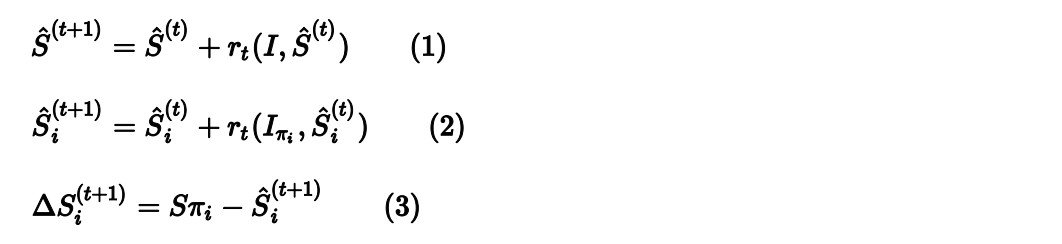 Ŝ^{(t+1)} = Ŝ^{(t)} + r_t(I, Ŝ^{(t)}) (1)
Ŝ_i^{(t+1)} = Ŝ_i^{(t)} + r_t(I_{π_i}, Ŝ_i^{(t)}) (2)
ΔS_i^{(t+1)} = Sπ_i − Ŝ_i^{(t+1)} (3)